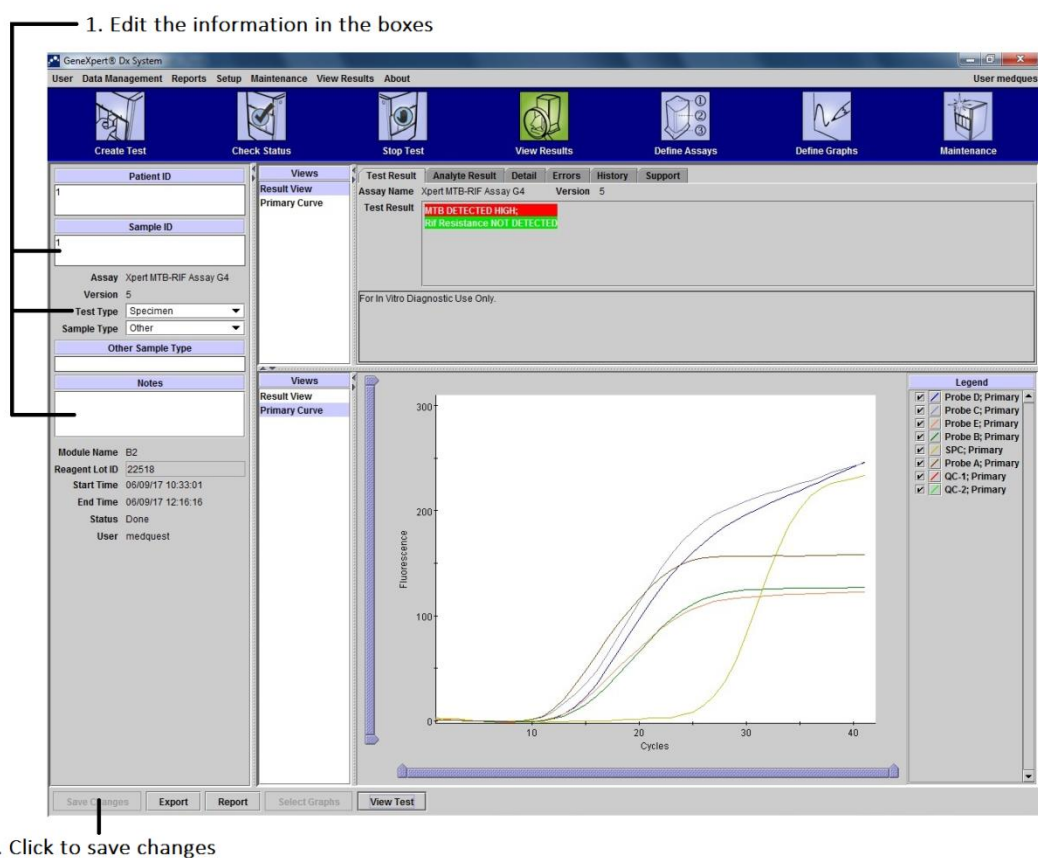 1. Edit the information in the boxes
GeneXpert® Dx System
User Data Management Reports Setup Maintenance View Results About
User medques
Create Test
Check Status
Stop Test
View Results
Define Assays
Define Graphs
Maintenance
Patient ID
1
Sample ID
1
Assay Xpert MTB-RIF Assay G4
Version 5
Test Type Specimen
Sample Type Other
Other Sample Type
Notes
Module Name B2
Reagent Lot ID 22518
Start Time 06/09/17 10:33:01
End Time 06/09/17 12:16:16
Status Done
User medquest
Views
Result View
Primary Curve
Test Result Analyte Result Detail Errors History Support
Assay Name Xpert MTB-RIF Assay G4 Version 5
Test Result
MTB DETECTED HIGH;
Rif Resistance NOT DETECTED
For In Vitro Diagnostic Use Only.
Views
Result View
Primary Curve
300
200
100
0
Fluorescence
10 20 30 40
Cycles
Legend
Probe D; Primary
Probe C; Primary
Probe E; Primary
Probe B; Primary
SPC; Primary
Probe A; Primary
QC-1; Primary
QC-2; Primary
Save Changes Export Report Select Graphs View Test
. Click to save changes